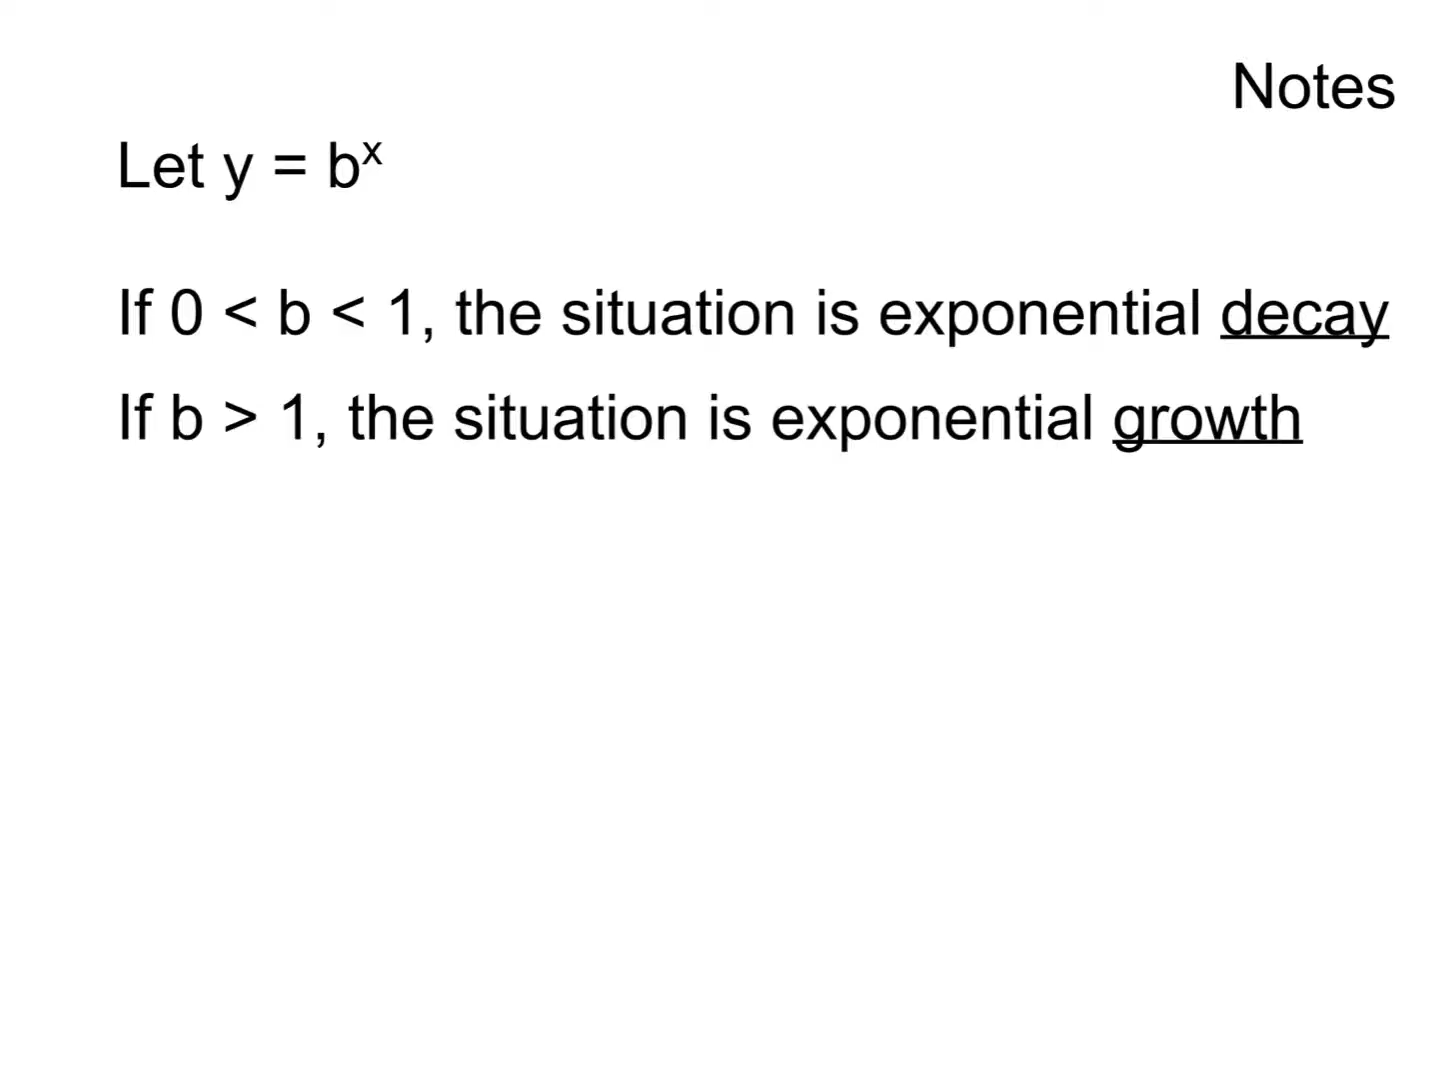 Notes
Let y = bˣ
If 0 < b < 1, the situation is exponential decay
If b > 1, the situation is exponential growth